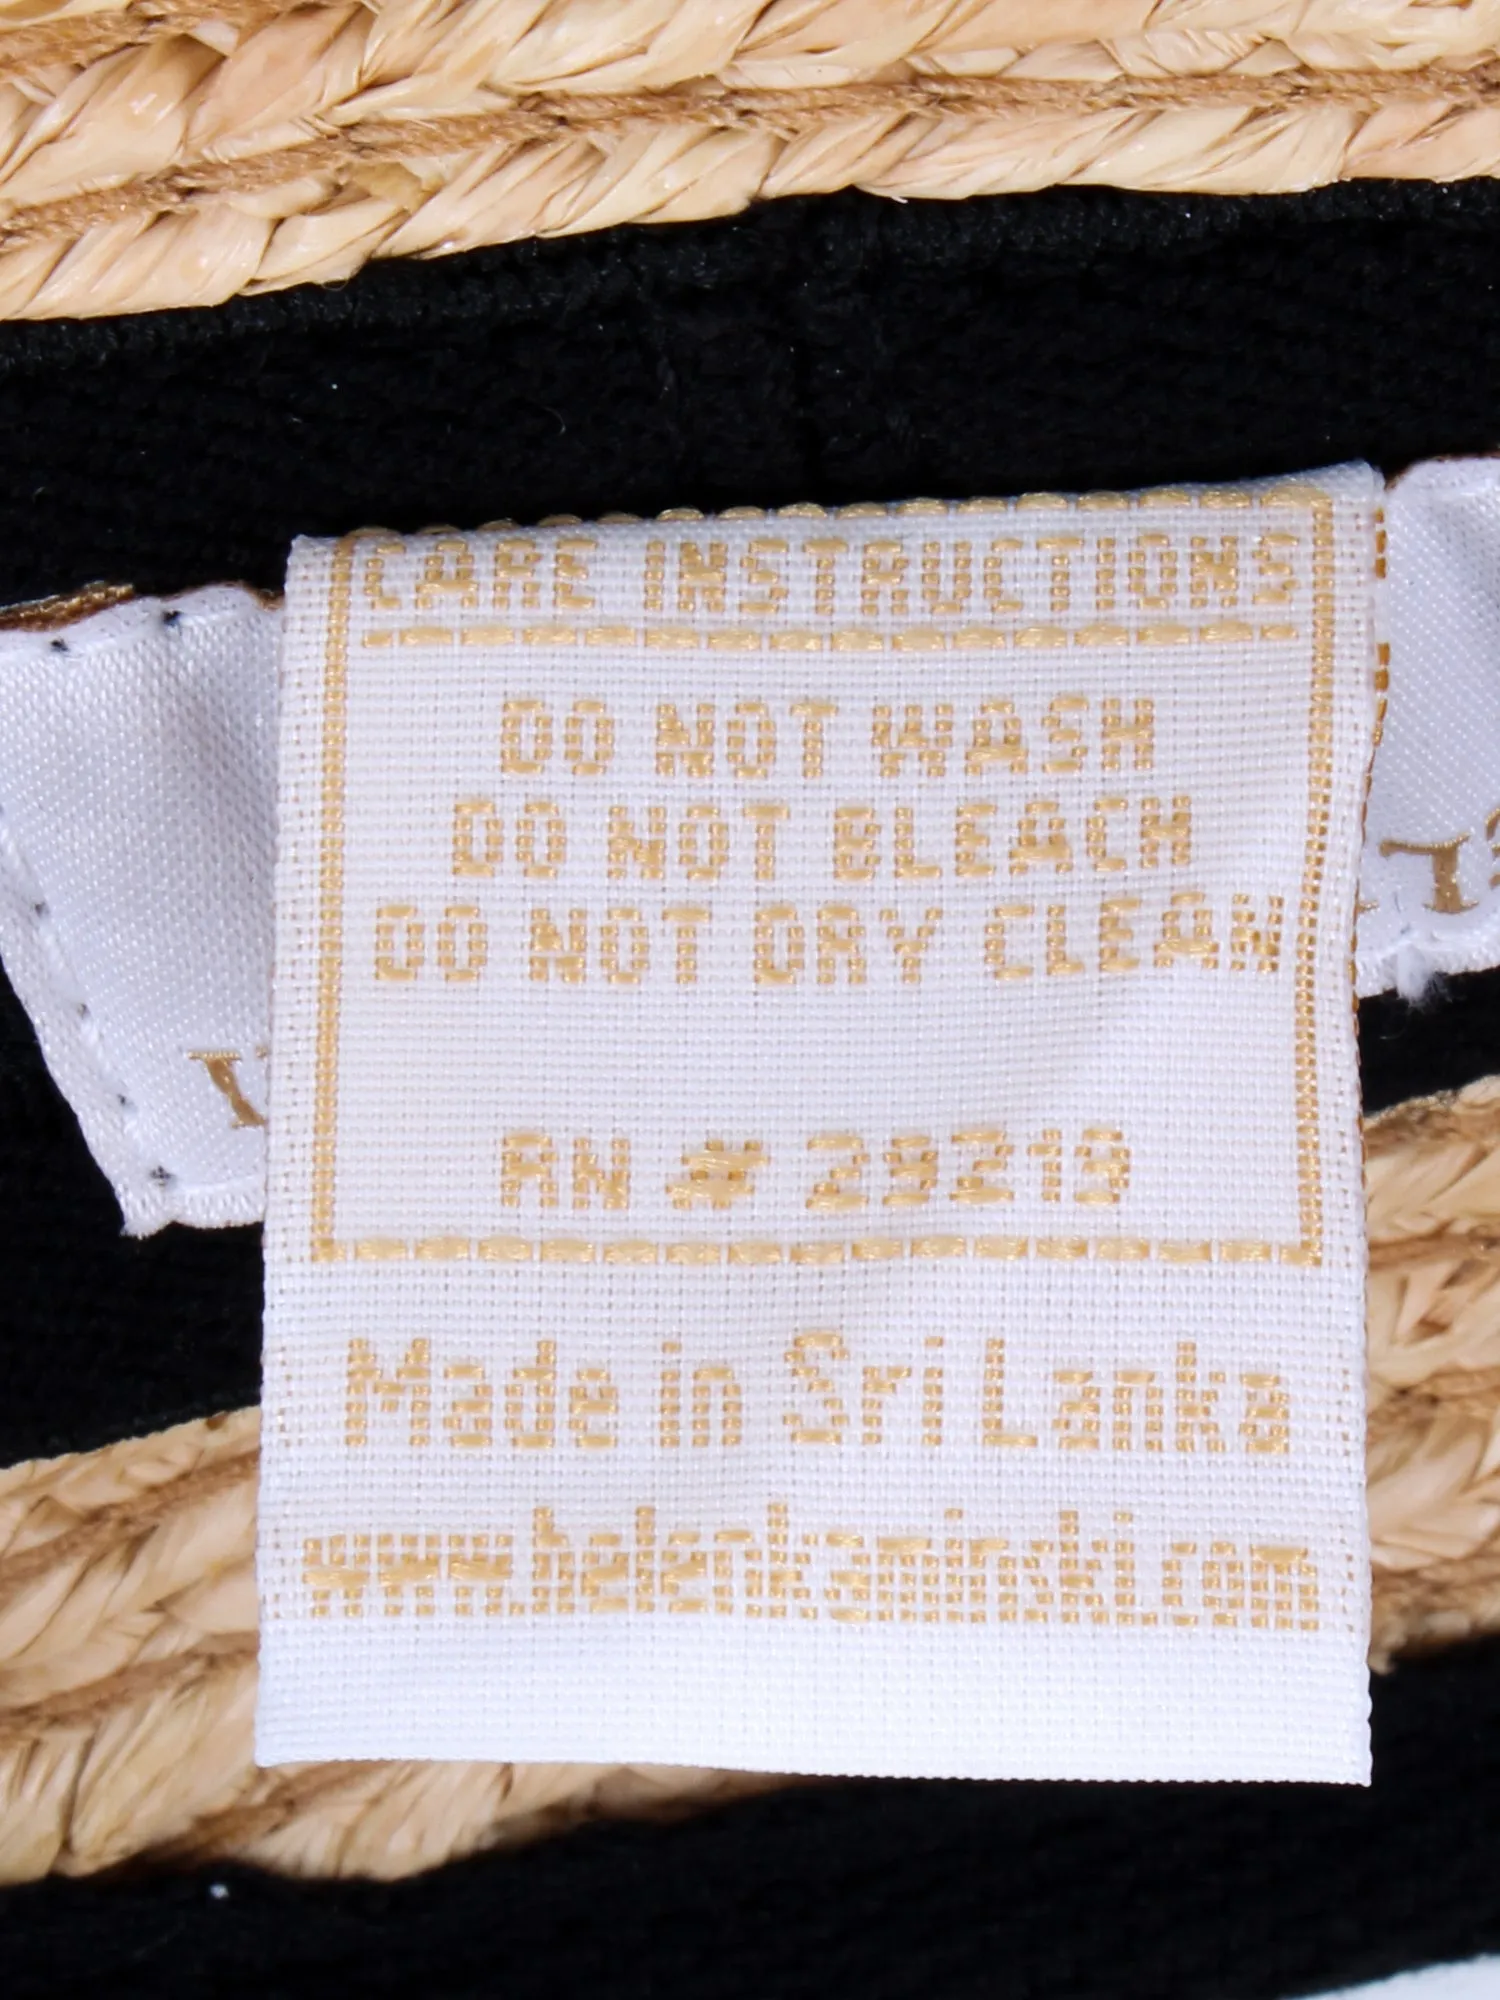 CARE INSTRUCTIONS
DO NOT WASH
DO NOT BLEACH
DO NOT DRY CLEAN
RN # 29219
Made in Sri Lanka
www.helenkaminski.com